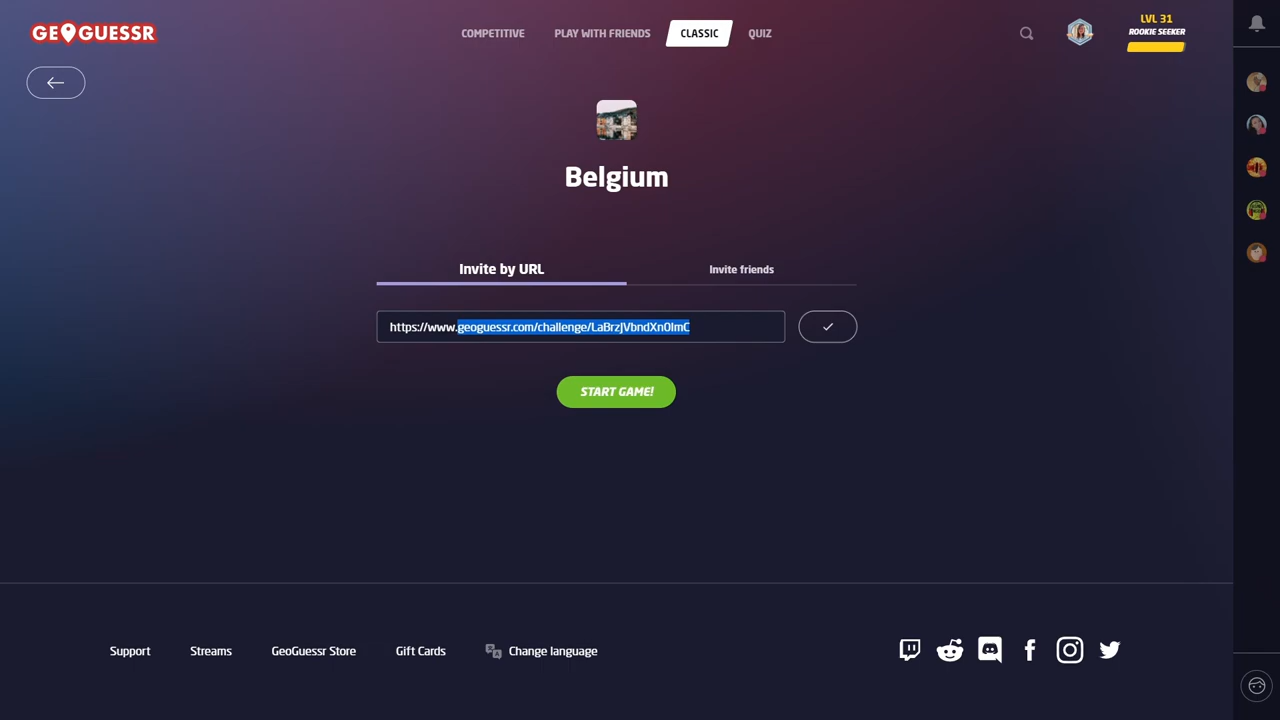 GEOGUESSR
COMPETITIVE
PLAY WITH FRIENDS
CLASSIC
QUIZ
LVL 31
ROOKIE SEEKER
Belgium
Invite by URL
Invite friends
https://www.geoguessr.com/challenge/LaBrzJVbndXn0lmC
START GAME!
Support
Streams
GeoGuessr Store
Gift Cards
Change language